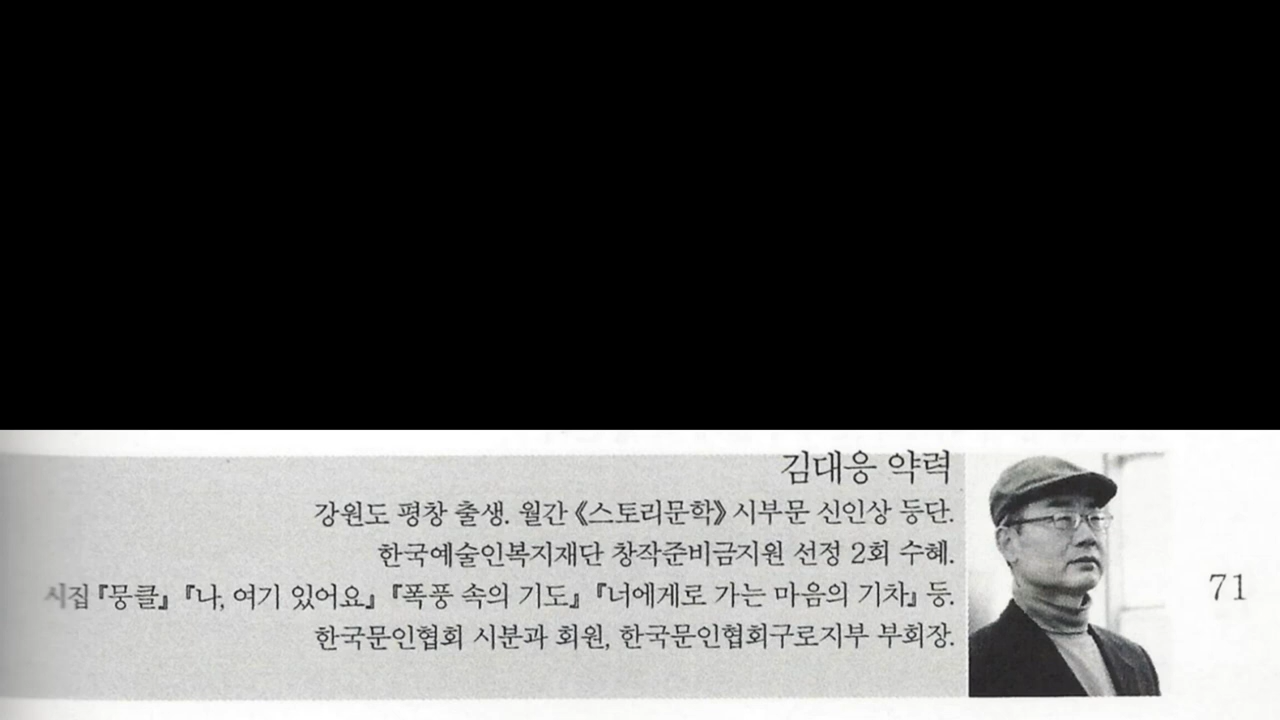 김대응 약력
강원도 평창 출생. 월간 《스토리문학》 시부문 신인상 등단.
한국예술인복지재단 창작준비금지원 선정 2회 수혜.
시집 『뭉클』 『나, 여기 있어요』 『폭풍 속의 기도』 『너에게로 가는 마음의 기차』 등.
한국문인협회 시분과 회원, 한국문인협회구로지부 부회장.
71